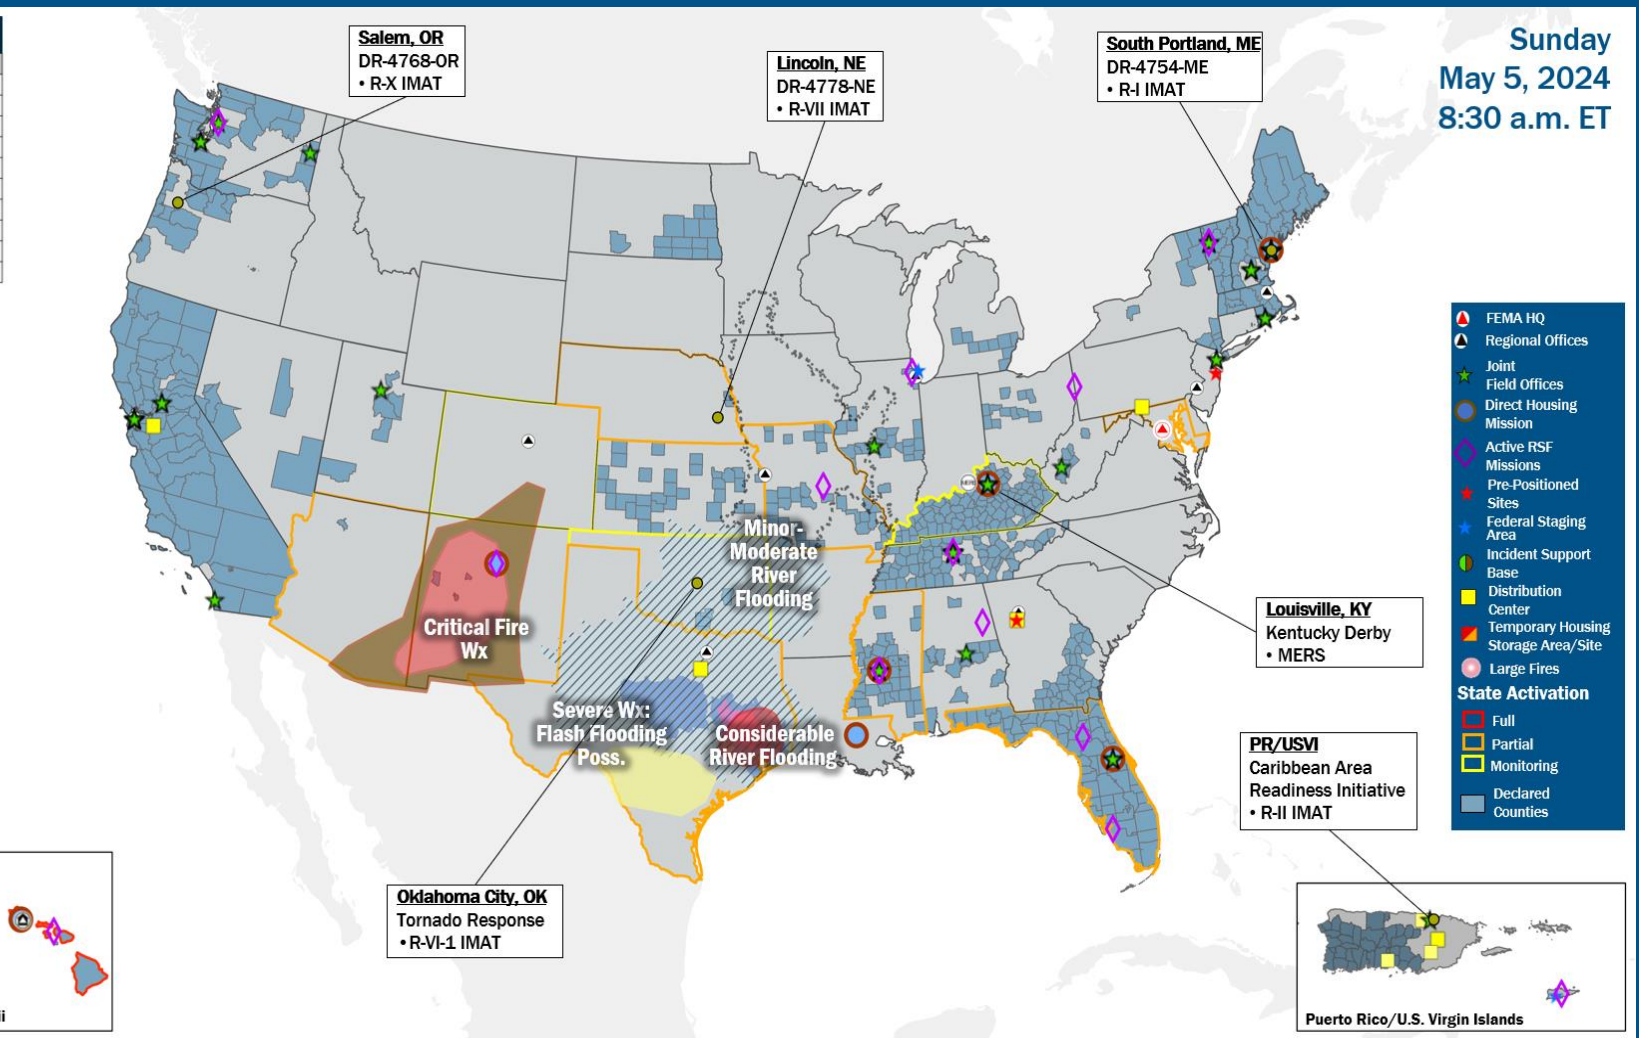 Sunday
May 5, 2024
8:30 a.m. ET
Salem, OR
DR-4768-OR
• R-X IMAT
Lincoln, NE
DR-4778-NE
• R-VII IMAT
South Portland, ME
DR-4754-ME
• R-I IMAT
FEMA HQ
Regional Offices
Joint
Field Offices
Direct Housing
Mission
Active RSF
Missions
Pre-Positioned
Sites
Federal Staging
Area
Incident Support
Base
Distribution
Center
Temporary Housing
Storage Area/Site
Large Fires
State Activation
Full
Partial
Monitoring
Declared
Counties
MERS
Minor-
Moderate
River
Flooding
Critical Fire
Wx
Severe Wx:
Flash Flooding
Poss.
Considerable
River Flooding
Louisville, KY
Kentucky Derby
• MERS
PR/USVI
Caribbean Area
Readiness Initiative
• R-II IMAT
Oklahoma City, OK
Tornado Response
• R-VI-1 IMAT
ii
Puerto Rico/U.S. Virgin Islands